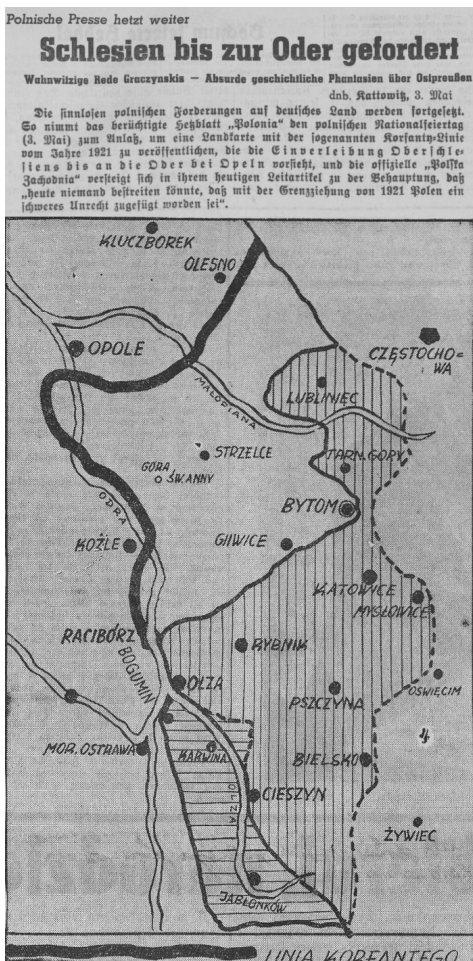 Polnische Presse hetzt weiter
Schlesien bis zur Oder gefordert
Wahnwitzige Rede Graczynskis — Absurde geschichtliche Phantasien über Ostpreußen
dnb. Kattowitz, 3. Mai
Die sinnlosen polnischen Forderungen auf deutsches Land werden fortgesetzt.
So nimmt das berüchtigte Hetzblatt „Polonia" den polnischen Nationalfeiertag
(3. Mai) zum Anlaß, um eine Landkarte mit der sogenannten Korfanty-Linie
vom Jahre 1921 zu veröffentlichen, die die Einverleibung Oberschle-
siens bis an die Oder bei Opeln vorsieht, und die offizielle „Polska
Zachodnia" versteigt sich in ihrem heutigen Leitartikel zu der Behauptung, daß
„heute niemand bestreiten könnte, daß mit der Grenzziehung von 1921 Polen ein
schweres Unrecht zugefügt worden sei".
KLUCZBOREK
OLESNO
OPOLE
CZĘSTOCHO-
WA
MAŁOPIANA
LUBLINIEC
STRZELCE
TARN. GÓRY
GÓRA
ŚW. ANNY
ODRA
BYTOM
KOŹLE
GIIWICE
KATOWICE
MYSŁOWICE
RACIBÓRZ
RYBNIK
BOGUMIN
OLZA
OŚWIĘCIM
PSZCZYNA
MOR. OSTRAWA
KARWINA
BIELSKO
OLZA
CIESZYN
ŻYWIEC
JABŁONKÓW
LINIA KORFANTEGO